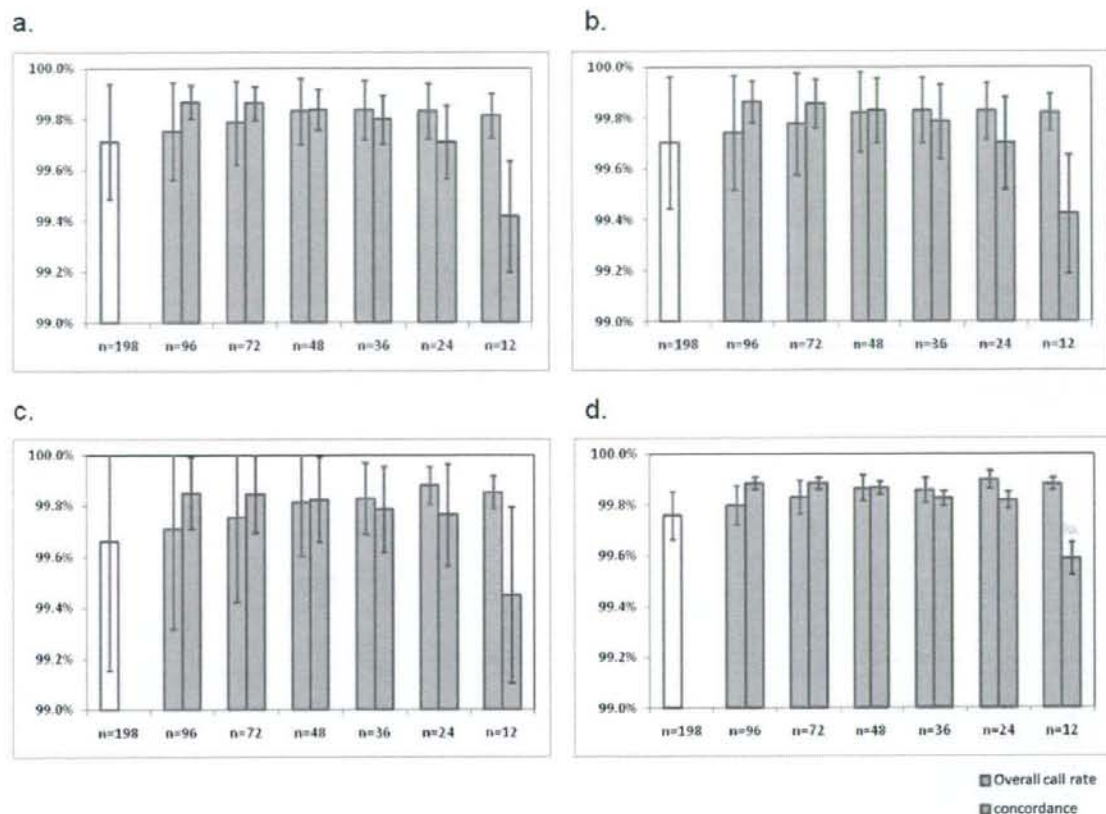 a.
100.0%
99.8%
99.6%
99.4%
99.2%
99.0%
n=198 n=96 n=72 n=48 n=36 n=24 n=12
b.
100.0%
99.8%
99.6%
99.4%
99.2%
99.0%
n=198 n=96 n=72 n=48 n=36 n=24 n=12
c.
100.0%
99.8%
99.6%
99.4%
99.2%
99.0%
n=198 n=96 n=72 n=48 n=36 n=24 n=12
d.
100.0%
99.8%
99.6%
99.4%
99.2%
99.0%
n=198 n=96 n=72 n=48 n=36 n=24 n=12
Overall call rate
concordance